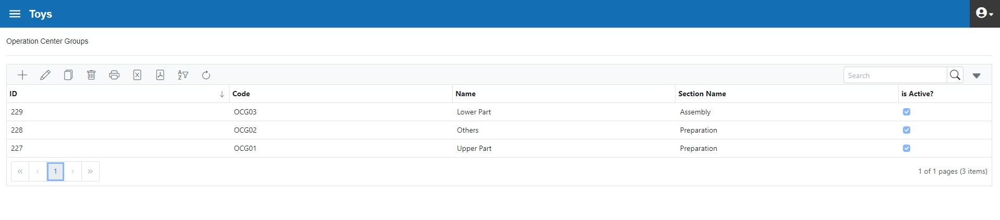 Toys
Operation Center Groups
Search
ID Code Name Section Name is Active?
229 OCG03 Lower Part Assembly
228 OCG02 Others Preparation
227 OCG01 Upper Part Preparation
« ‹ 1 › » 1 of 1 pages (3 items)